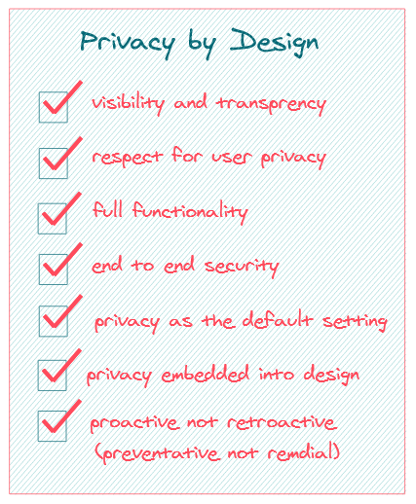 Privacy by Design
visibility and transprency
respect for user privacy
full functionality
end to end security
privacy as the default setting
privacy embedded into design
proactive not retroactive
(preventative not remdial)